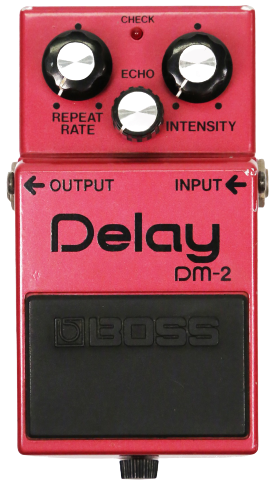 CHECK
ECHO
REPEAT
RATE
INTENSITY
← OUTPUT
INPUT ←
Delay
DM-2
BOSS